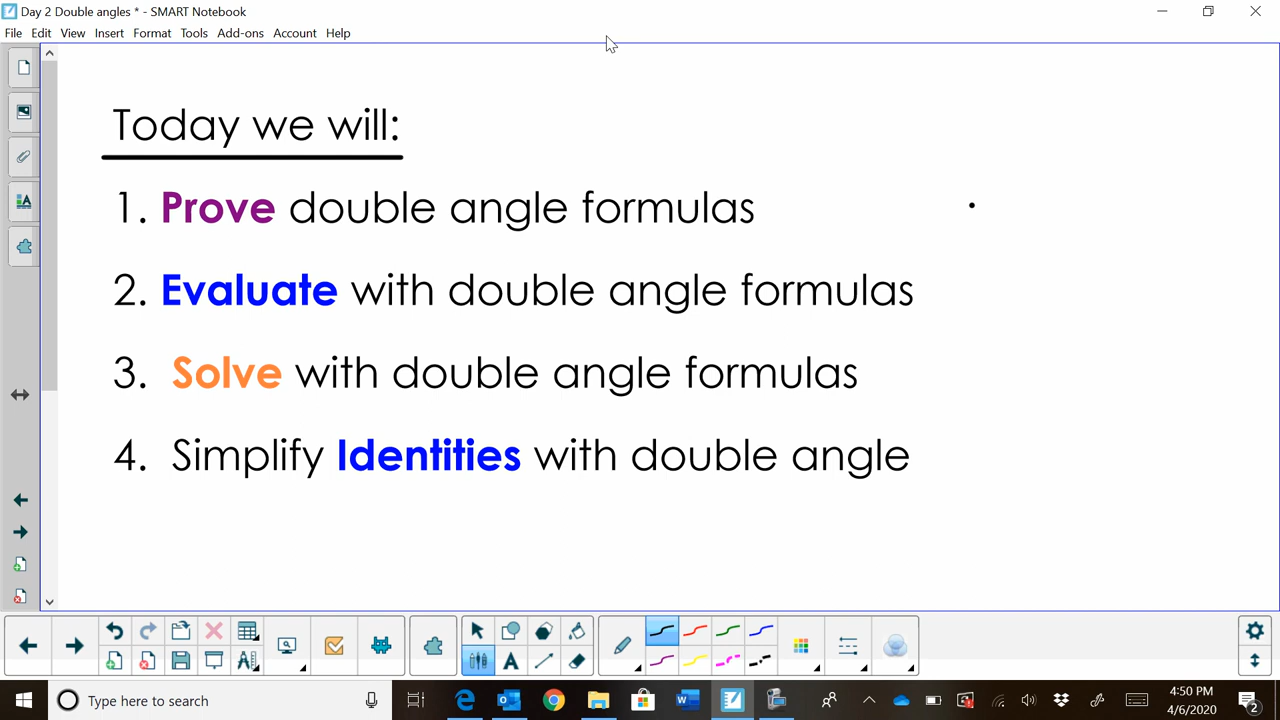 Day 2 Double angles * - SMART Notebook
File Edit View Insert Format Tools Add-ons Account Help
Today we will:
1. Prove double angle formulas
2. Evaluate with double angle formulas
3. Solve with double angle formulas
4. Simplify Identities with double angle
Type here to search
4:50 PM
4/6/2020
2